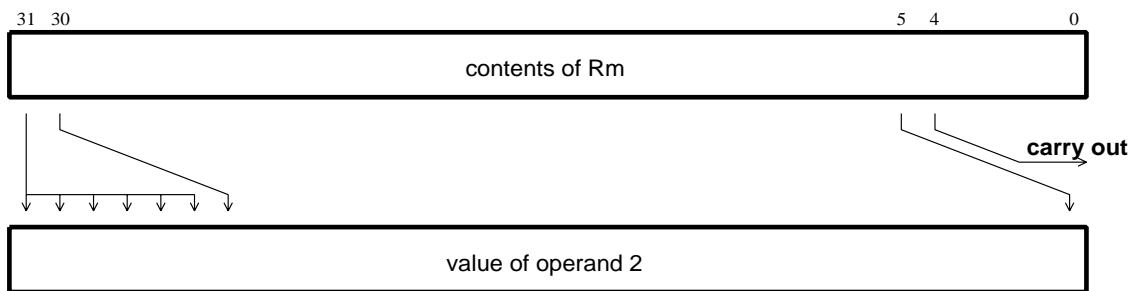 31 30 5 4 0
contents of Rm
carry out
value of operand 2